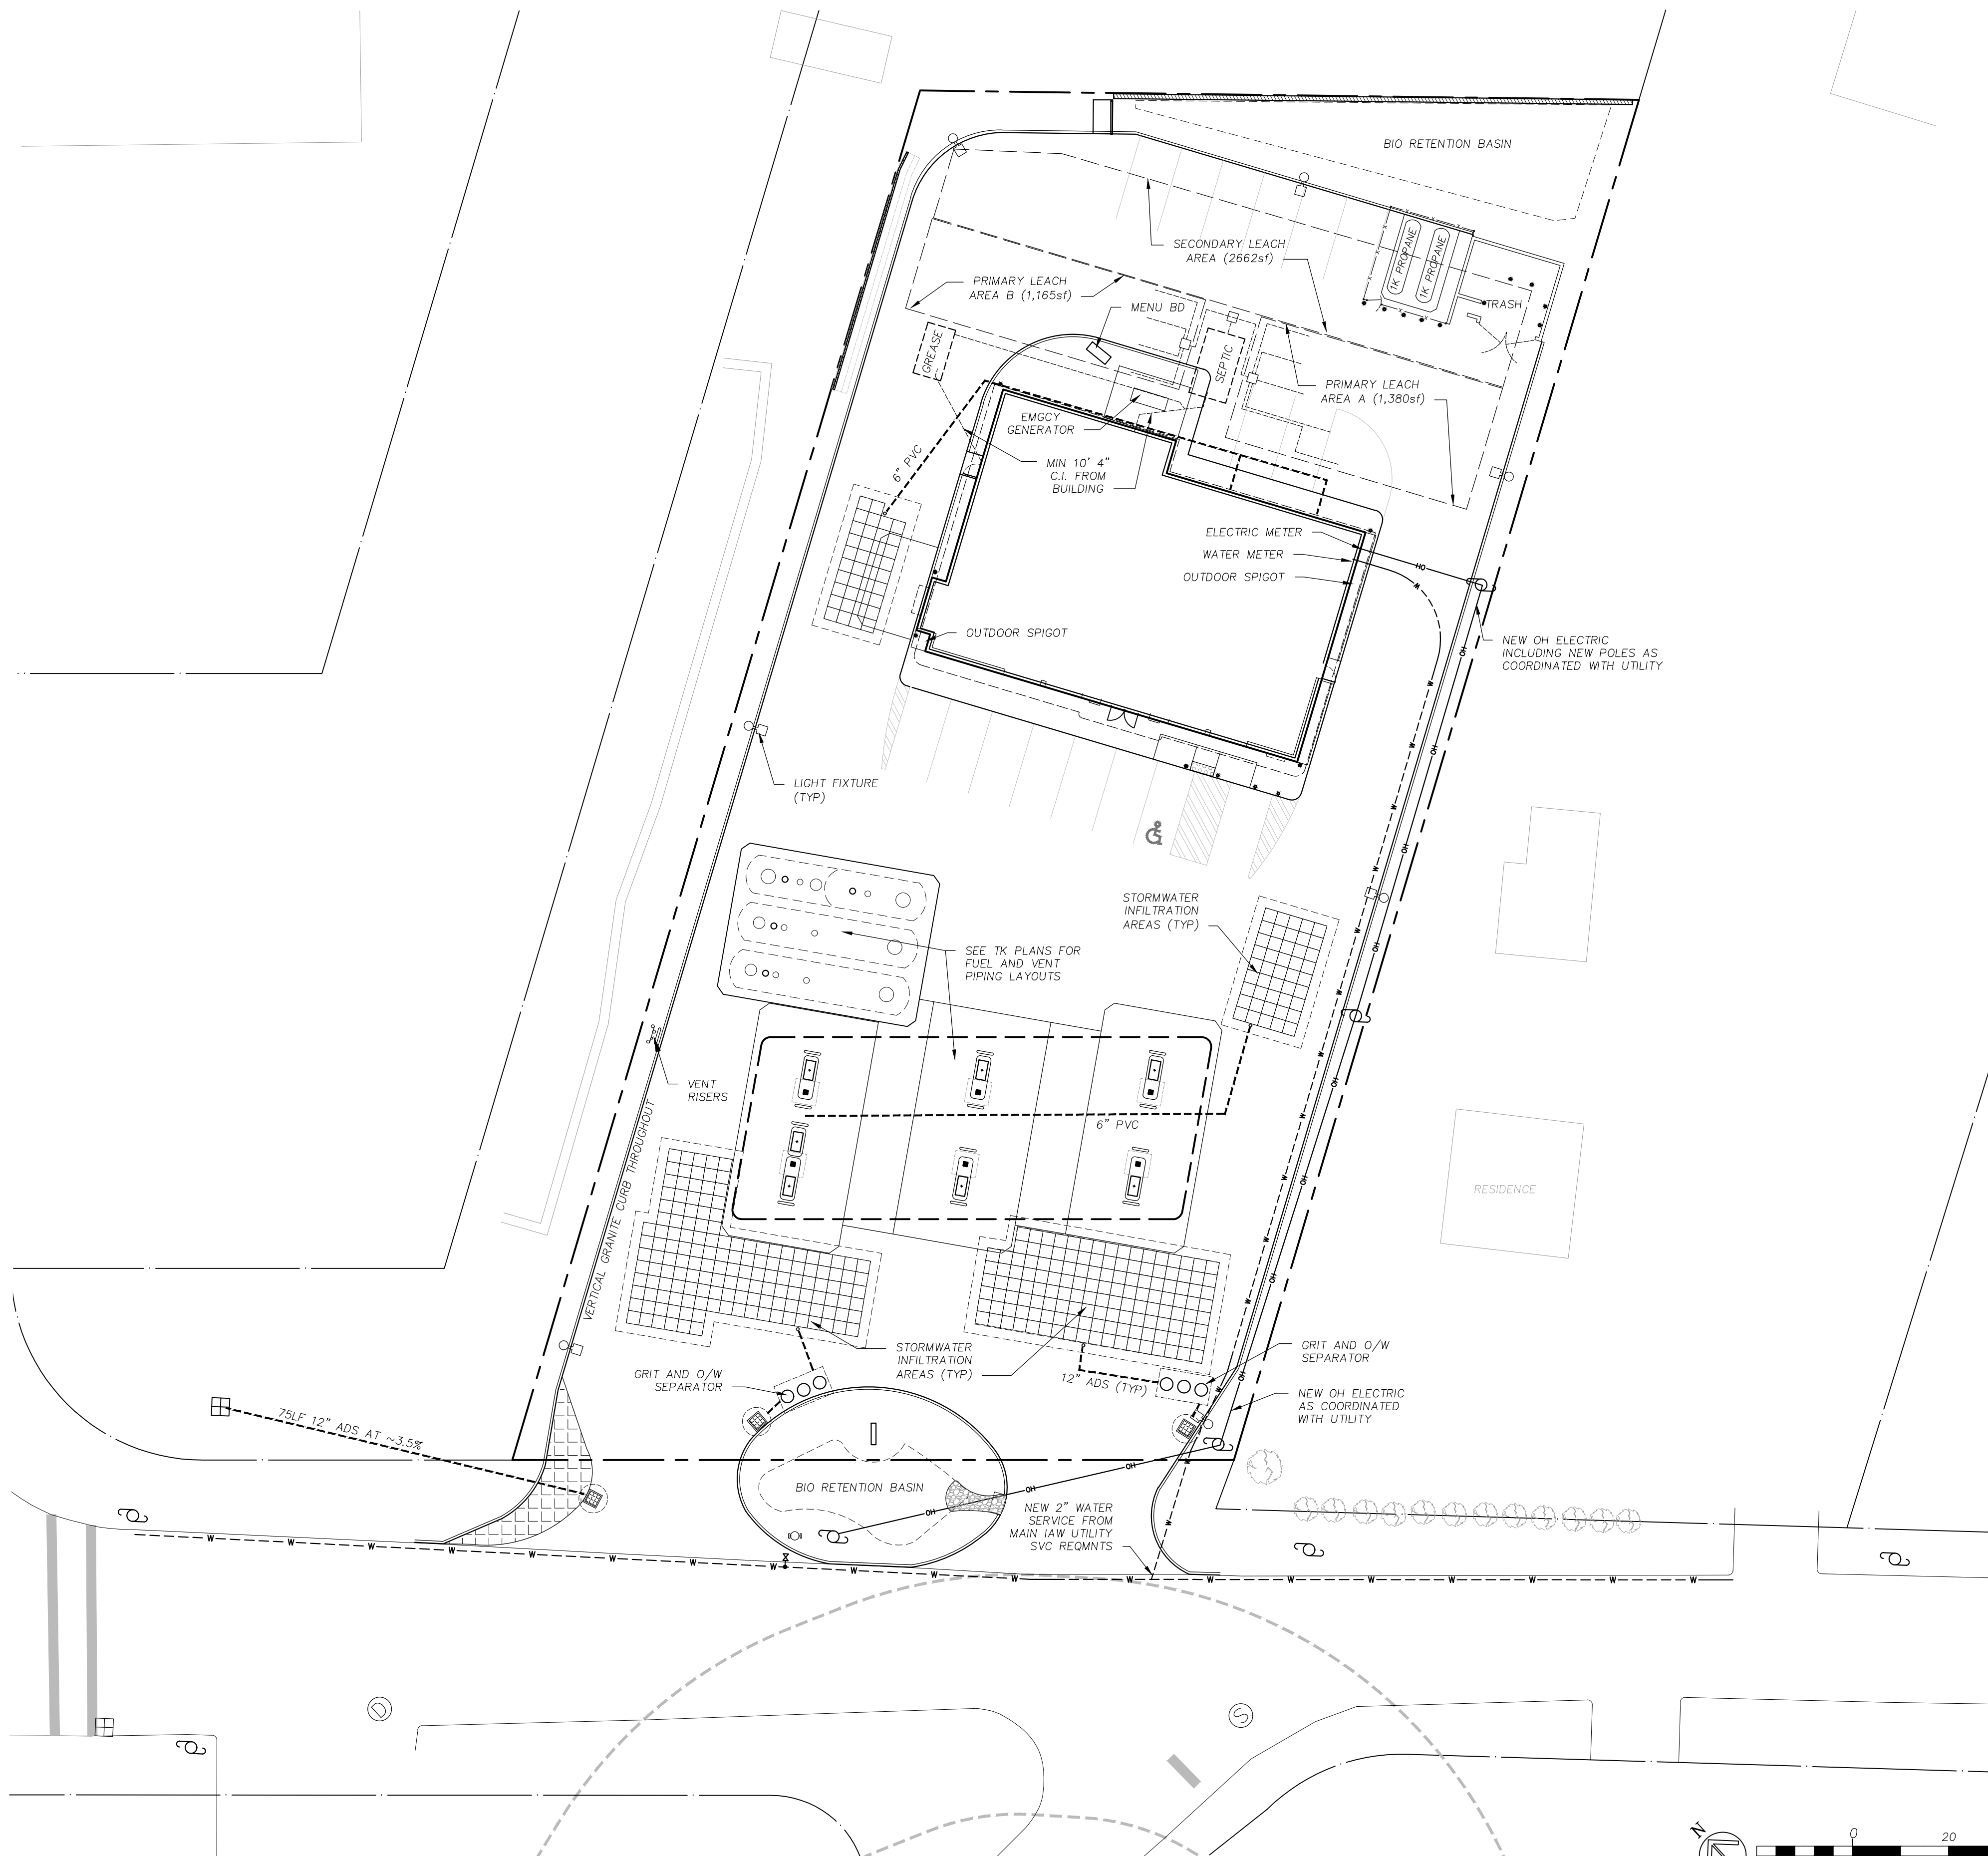 BIO RETENTION BASIN
SECONDARY LEACH
AREA (2662sf)
1K PROPANE
1K PROPANE
TRASH
PRIMARY LEACH
AREA B (1,165sf)
MENU BD
GREASE
SEPTIC
PRIMARY LEACH
AREA A (1,380sf)
EMGCY
GENERATOR
6" PVC
MIN 10' 4"
C.I. FROM
BUILDING
ELECTRIC METER
WATER METER
OUTDOOR SPIGOT
OH
W
OUTDOOR SPIGOT
NEW OH ELECTRIC
INCLUDING NEW POLES AS
COORDINATED WITH UTILITY
LIGHT FIXTURE
(TYP)
STORMWATER
INFILTRATION
AREAS (TYP)
SEE TK PLANS FOR
FUEL AND VENT
PIPING LAYOUTS
VENT
RISERS
6" PVC
VERTICAL GRANITE CURB THROUGHOUT
RESIDENCE
STORMWATER
INFILTRATION
AREAS (TYP)
GRIT AND O/W
SEPARATOR
GRIT AND O/W
SEPARATOR
12" ADS (TYP)
NEW OH ELECTRIC
AS COORDINATED
WITH UTILITY
75LF 12" ADS AT ~3.5%
BIO RETENTION BASIN
NEW 2" WATER
SERVICE FROM
MAIN IAW UTILITY
SVC REQMNTS
D
S
N
0
20